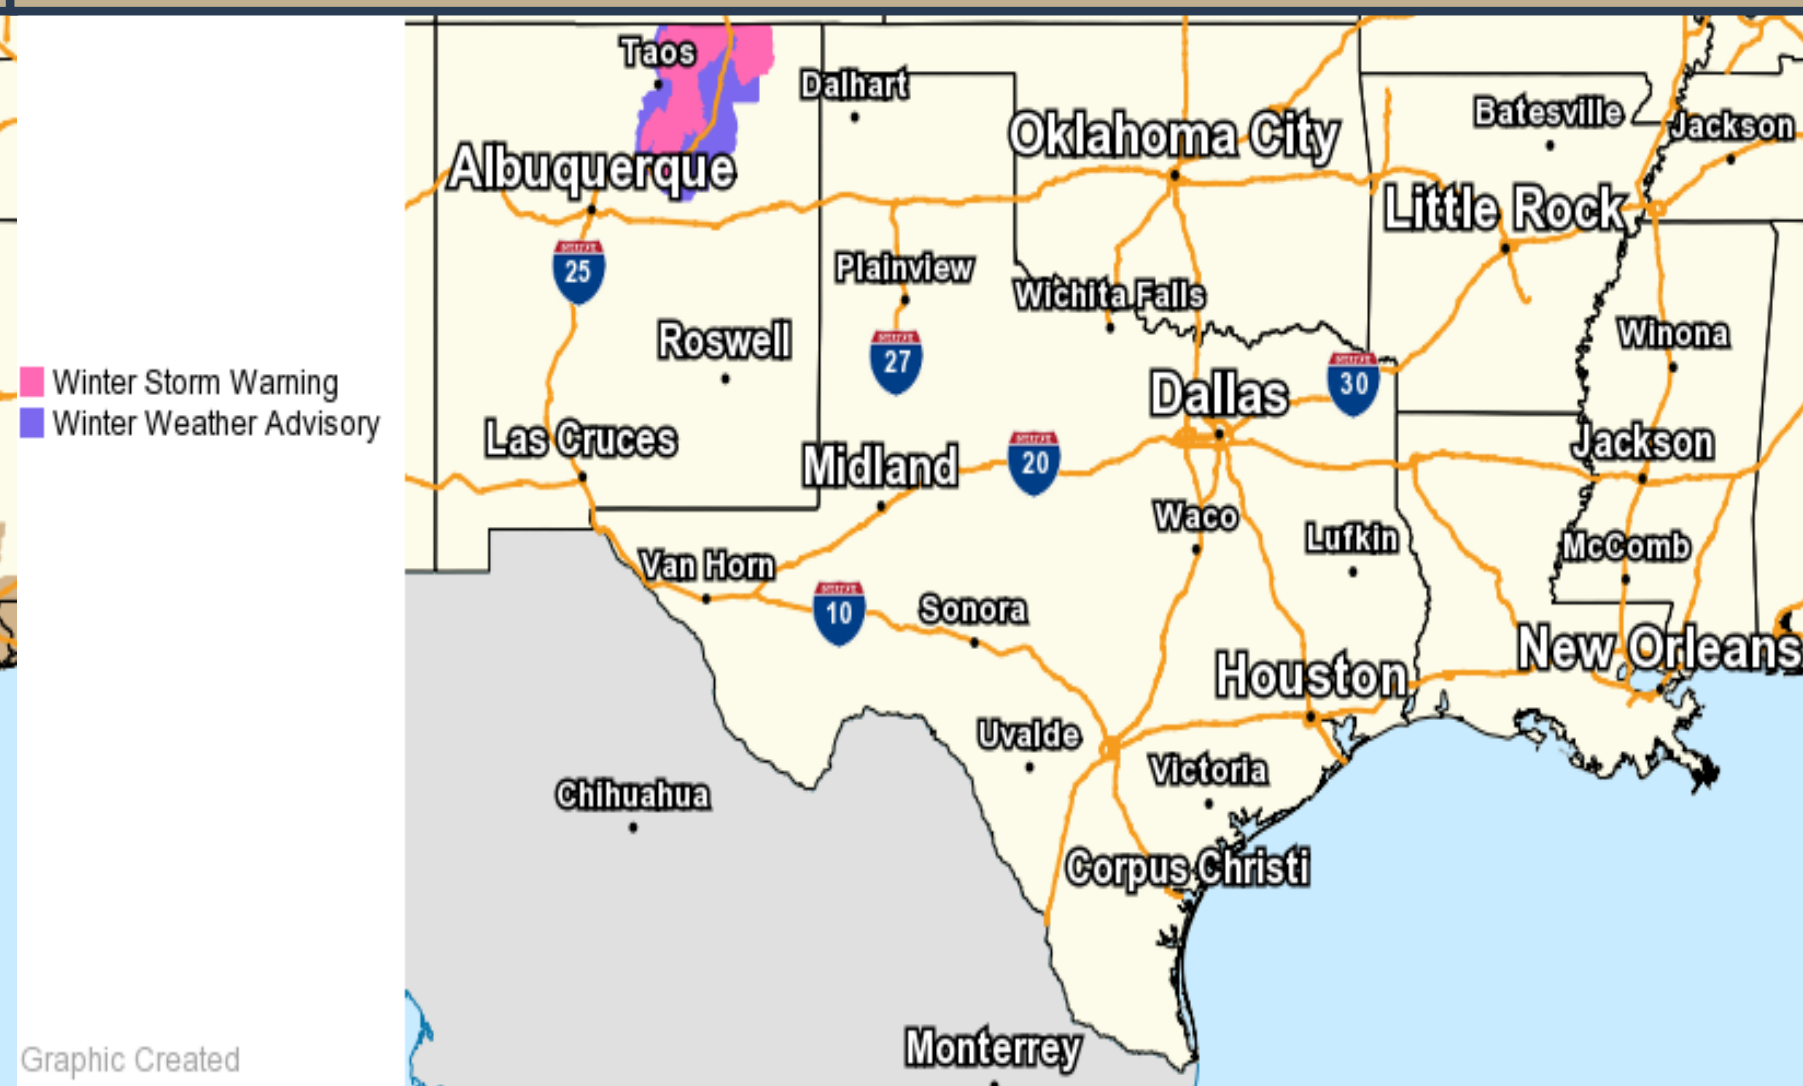 Winter Storm Warning
Winter Weather Advisory
Graphic Created
Taos
Dalhart
Oklahoma City
Batesville
Jackson
Albuquerque
Little Rock
25
Plainview
Wichita Falls
Roswell
27
Winona
Dallas
30
Las Cruces
Midland
20
Jackson
Waco
Lufkin
McComb
Van Horn
10
Sonora
New Orleans
Houston
Uvalde
Victoria
Chihuahua
Corpus Christi
Monterrey